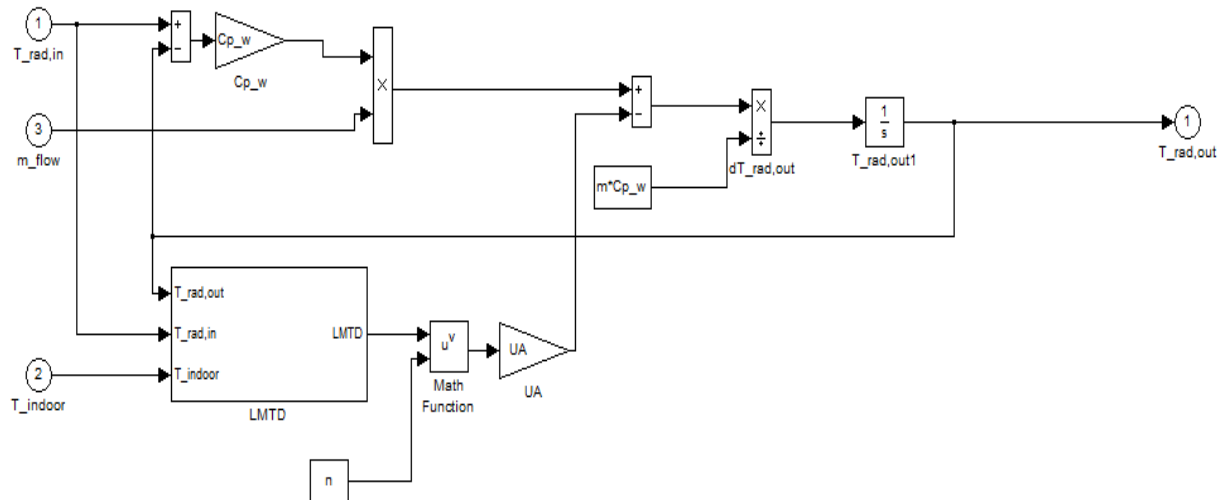 1
T_rad,in
+
−
Cp_w
Cp_w
3
m_flow
X
+
−
X
÷
dT_rad,out
m*Cp_w
1
s
T_rad,out1
1
T_rad,out
T_rad,out
T_rad,in
T_indoor
LMTD
LMTD
2
T_indoor
u^v
Math
Function
UA
UA
n